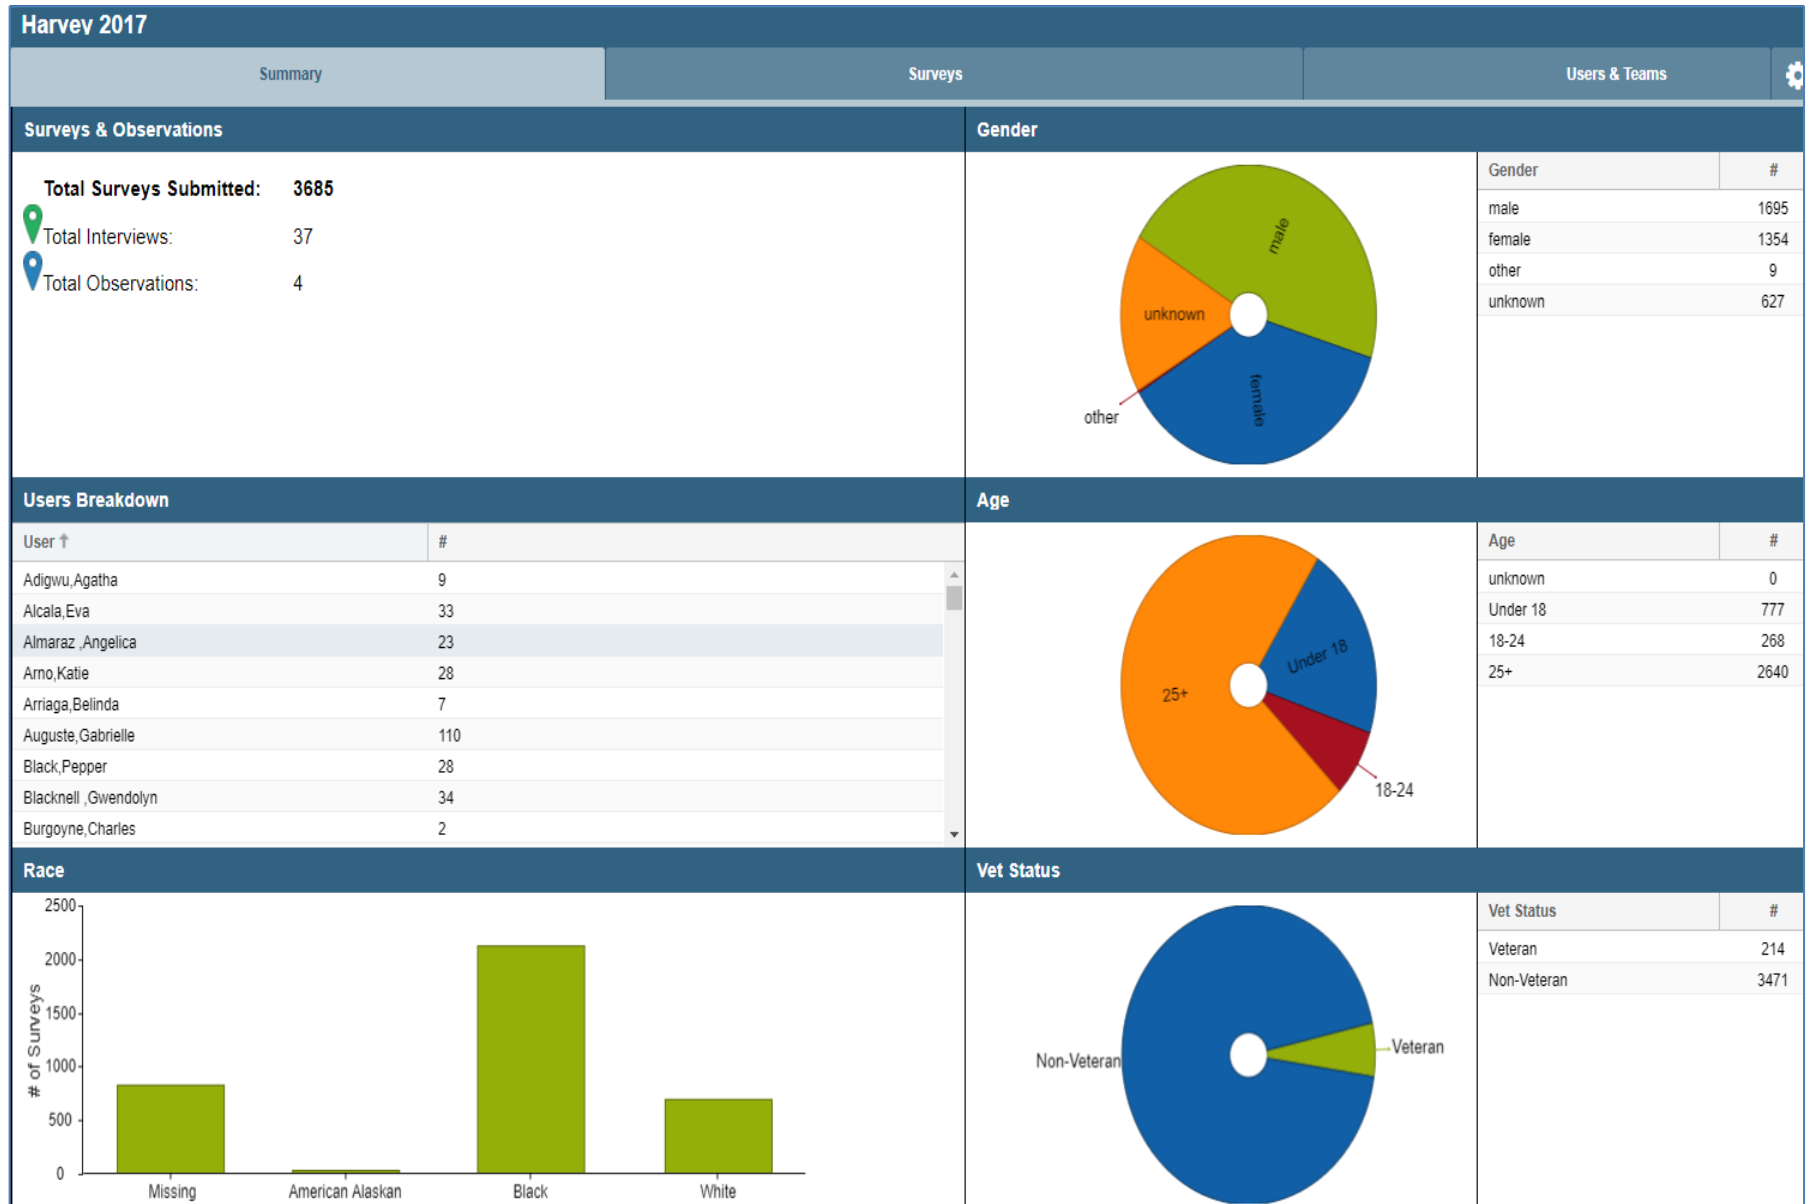 Harvey 2017
Summary
Surveys
Users & Teams
Surveys & Observations
Total Surveys Submitted: 3685
Total Interviews: 37
Total Observations: 4
Gender
male
female
unknown
other
Gender #
male 1695
female 1354
other 9
unknown 627
Users Breakdown
User ↑ #
Adigwu,Agatha 9
Alcala,Eva 33
Almaraz ,Angelica 23
Arno,Katie 28
Arriaga,Belinda 7
Auguste,Gabrielle 110
Black,Pepper 28
Blacknell ,Gwendolyn 34
Burgoyne,Charles 2
Age
25+
Under 18
18-24
Age #
unknown 0
Under 18 777
18-24 268
25+ 2640
Race
# of Surveys
2500
2000
1500
1000
500
0
Missing
American Alaskan
Black
White
Vet Status
Non-Veteran
Veteran
Vet Status #
Veteran 214
Non-Veteran 3471